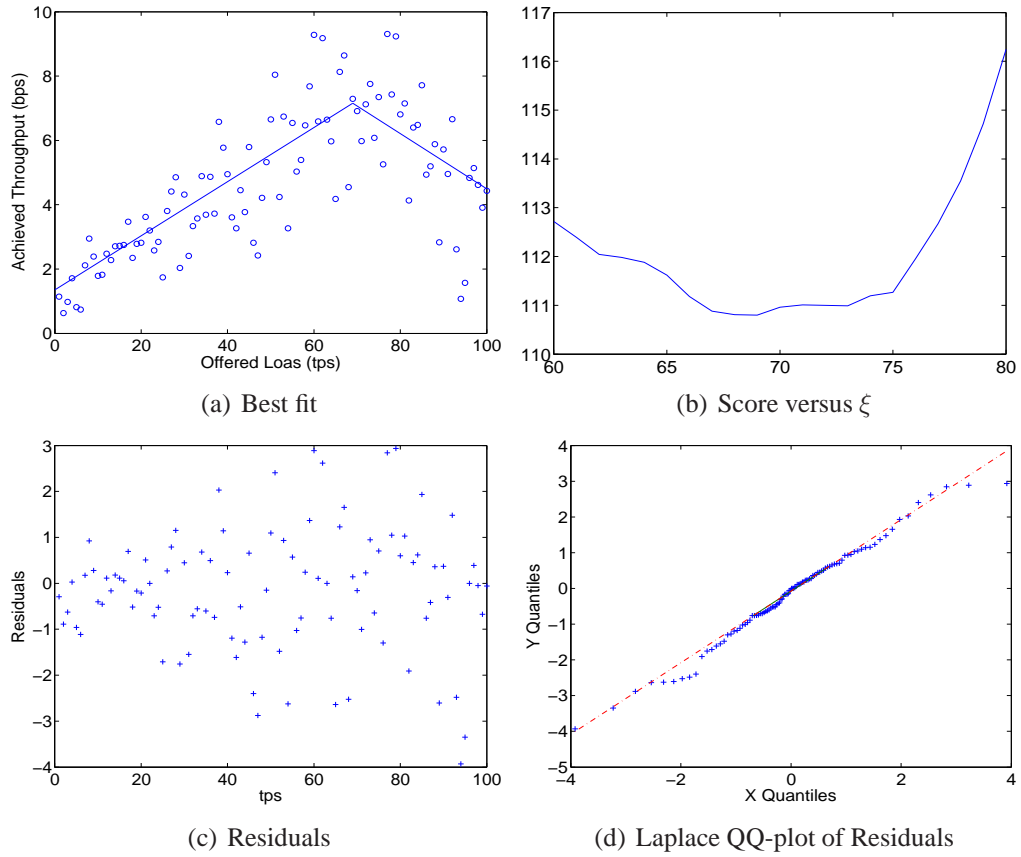 10
8
6
4
2
0
0 20 40 60 80 100
Achieved Throughput (bps)
Offered Loas (tps)
(a) Best fit
117
116
115
114
113
112
111
110
60 65 70 75 80
(b) Score versus ξ
3
2
1
0
−1
−2
−3
−4
0 20 40 60 80 100
Residuals
tps
(c) Residuals
4
3
2
1
0
−1
−2
−3
−4
−5
−4 −2 0 2 4
Y Quantiles
X Quantiles
(d) Laplace QQ-plot of Residuals